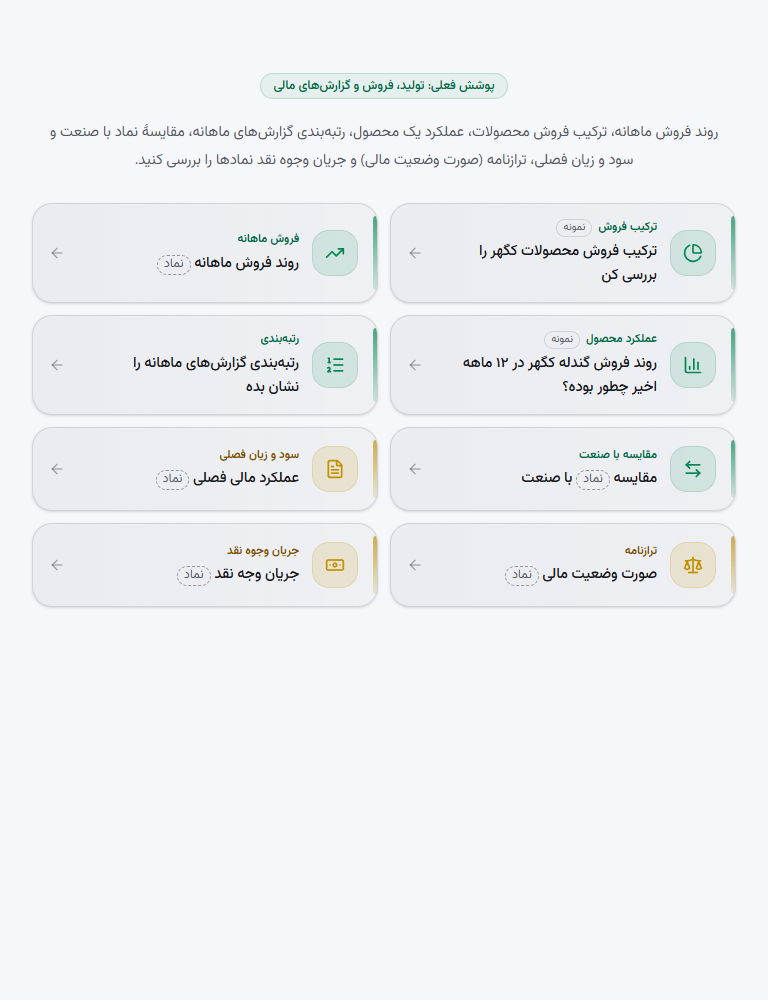 پوشش فعلی: تولید، فروش و گزارش‌های مالی
روند فروش ماهانه، ترکیب فروش محصولات، عملکرد یک محصول، رتبه‌بندی گزارش‌های ماهانه، مقایسهٔ نماد با صنعت و
سود و زیان فصلی، ترازنامه (صورت وضعیت مالی) و جریان وجوه نقد نمادها را بررسی کنید.
ترکیب فروش نمونه
ترکیب فروش محصولات کگهر را
بررسی کن
فروش ماهانه
روند فروش ماهانه نماد
عملکرد محصول نمونه
روند فروش گندله کگهر در ۱۲ ماهه
اخیر چطور بوده؟
رتبه‌بندی
رتبه‌بندی گزارش‌های ماهانه را
نشان بده
مقایسه با صنعت
مقایسه نماد با صنعت
سود و زیان فصلی
عملکرد مالی فصلی نماد
ترازنامه
صورت وضعیت مالی نماد
جریان وجوه نقد
جریان وجه نقد نماد